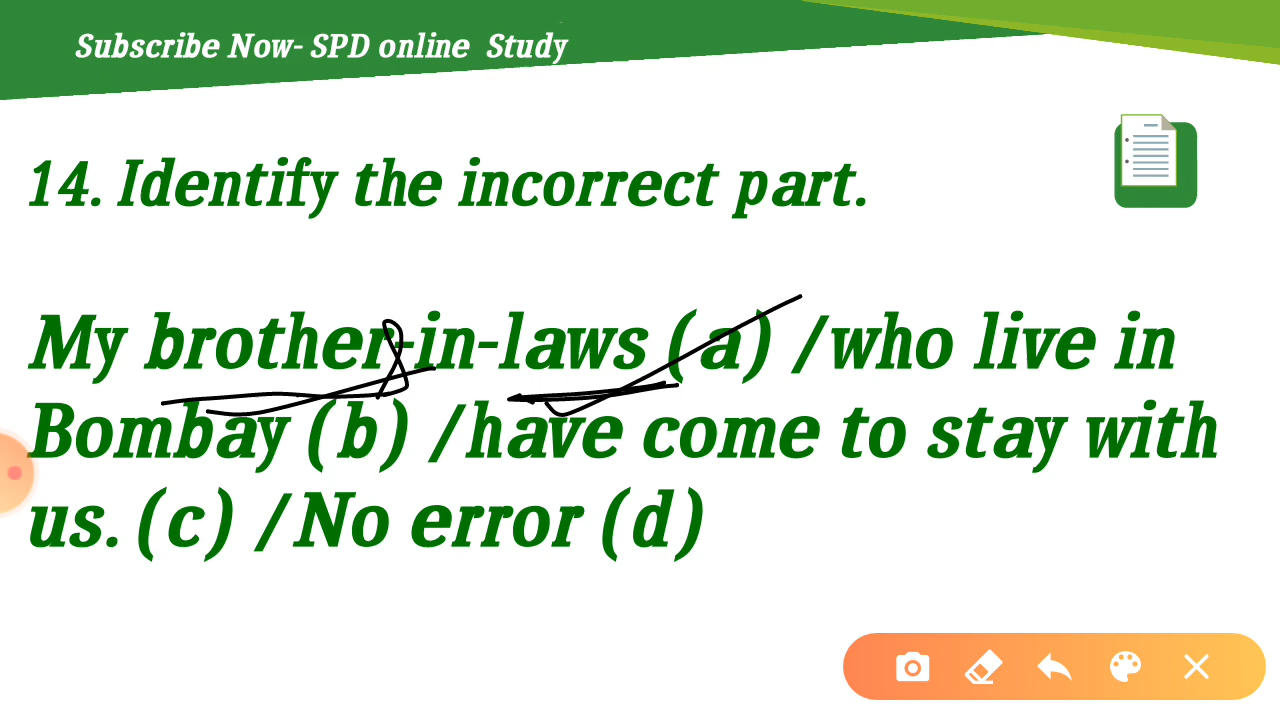 Subscribe Now- SPD online Study
14. Identify the incorrect part.
My brother-in-laws (a) /who live in
Bombay (b) /have come to stay with
us. (c) /No error (d)